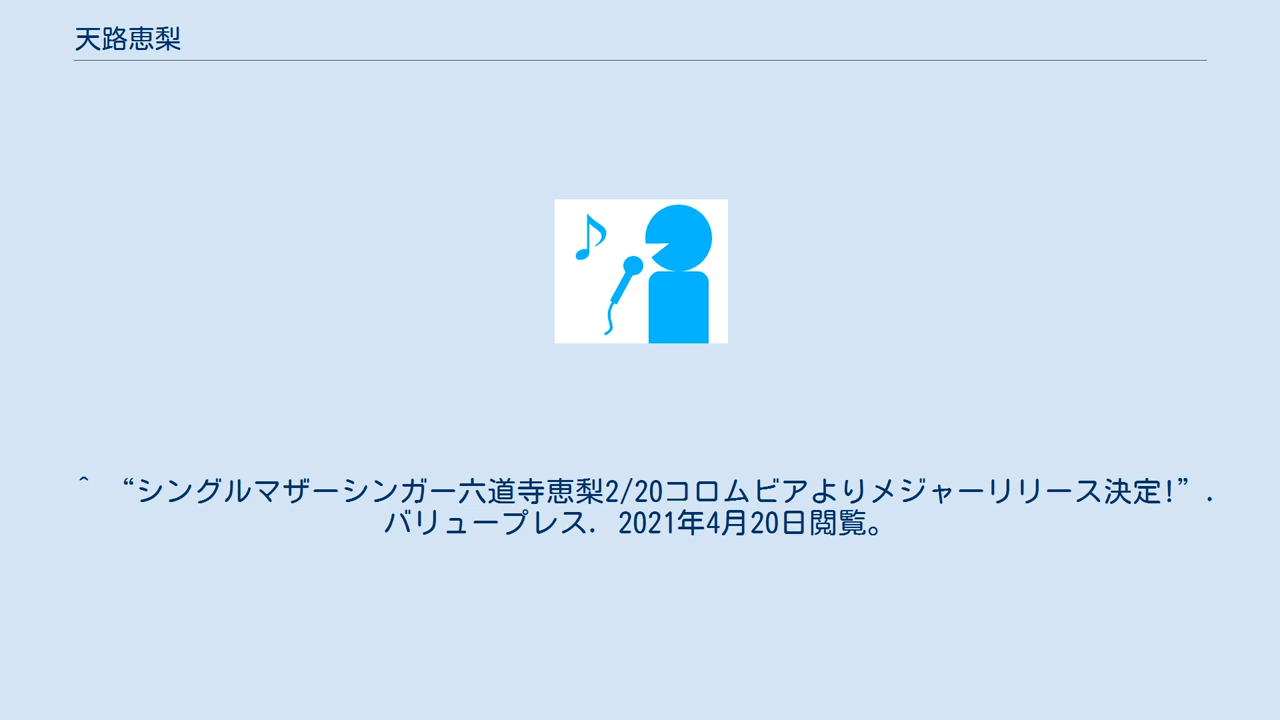 天路恵梨
^ “シングルマザーシンガー六道寺恵梨2/20コロムビアよりメジャーリリース決定!”.
バリュープレス. 2021年4月20日閲覧。